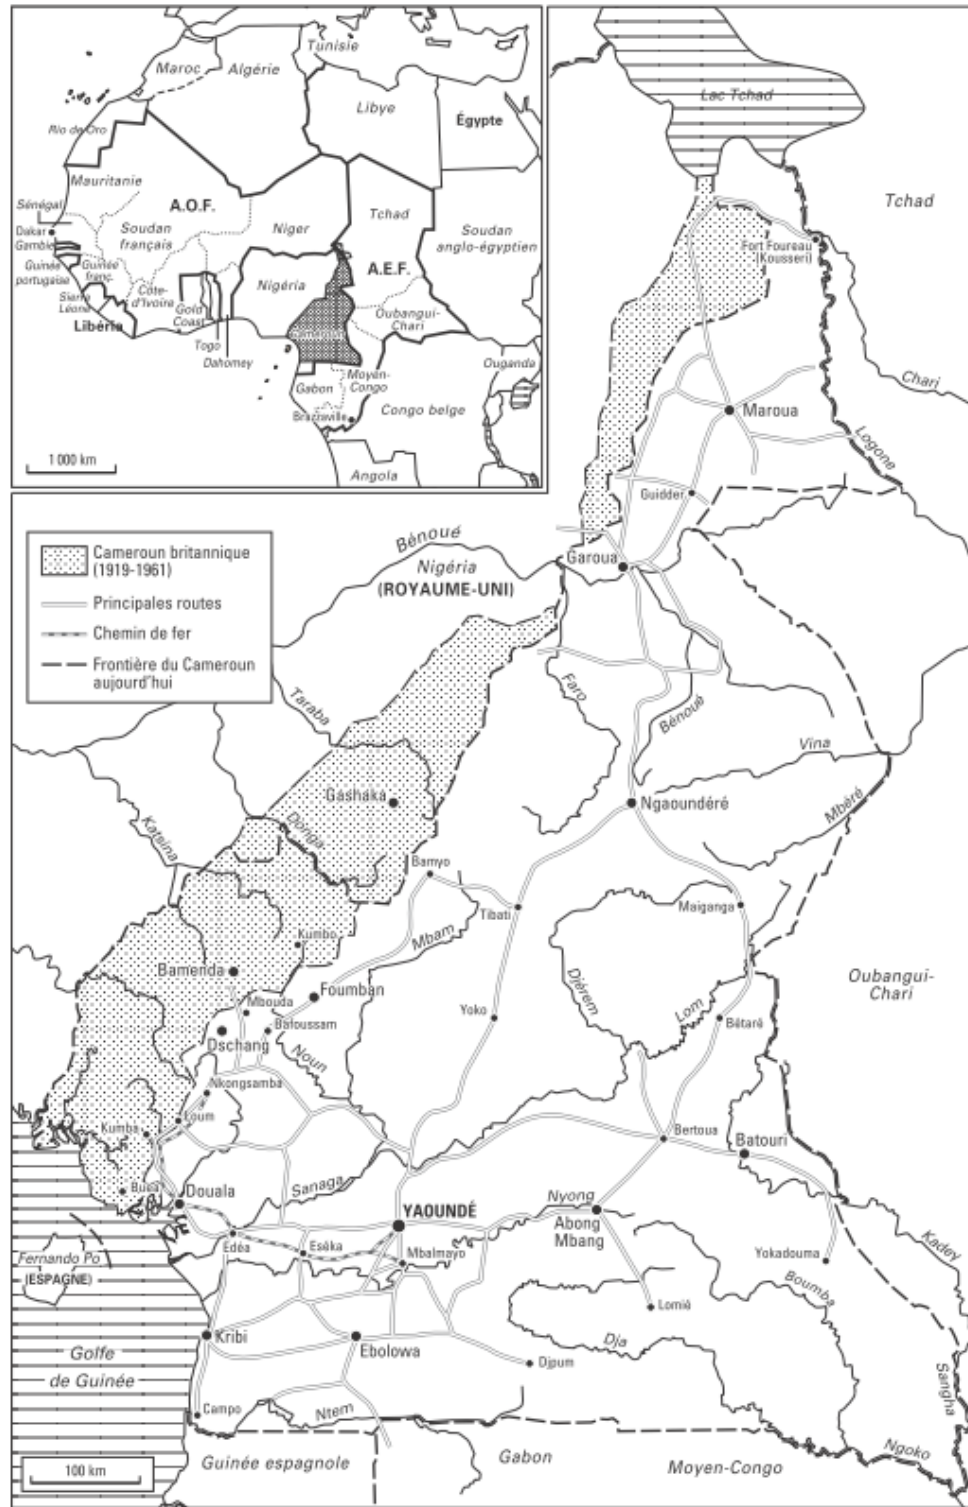 Tunisie
Maroc
Algérie
Libye
Égypte
Rio de Oro
Mauritanie
A.O.F.
Sénégal
Dakar
Gambie
Soudan
français
Niger
Tchad
Soudan
anglo-égyptien
Guinée
portugaise
Guinée
franç.
Sierra
Léone
Côte-
d'Ivoire
Gold
Coast
Nigéria
A.E.F.
Oubangui-
Chari
Libéria
Togo
Dahomey
Cameroun
Gabon
Moyen-
Congo
Ouganda
Brazzaville
Congo belge
Angola
1 000 km
Lac Tchad
Tchad
Fort Foureau
(Kousseri)
Chari
Maroua
Logone
Guidder
Bénoué
Nigéria
(ROYAUME-UNI)
Garoua
Cameroun britannique
(1919-1961)
Principales routes
Chemin de fer
Frontière du Cameroun
aujourd'hui
Taraba
Faro
Bénoué
Vina
Gashaka
Ngaoundéré
Mbéré
Katsina
Donga
Bamyo
Tibati
Maiganga
Kumbo
Mbam
Bamenda
Foumban
Djérem
Oubangui-
Chari
Mbouda
Bafoussam
Yoko
Lom
Bétaré
Dschang
Noun
Nkongsamba
Loum
Kumba
Bertoua
Batouri
Buea
Douala
Sanaga
Nyong
YAOUNDÉ
Abong
Mbang
Edéa
Eséka
Mbalmayo
Yokadouma
Kadey
Fernando Po
(ESPAGNE)
Boumba
Lomié
Kribi
Ebolowa
Dja
Djpum
Golfe
de Guinée
Sangha
Campo
Ntem
Ngoko
Guinée espagnole
Gabon
Moyen-Congo
100 km